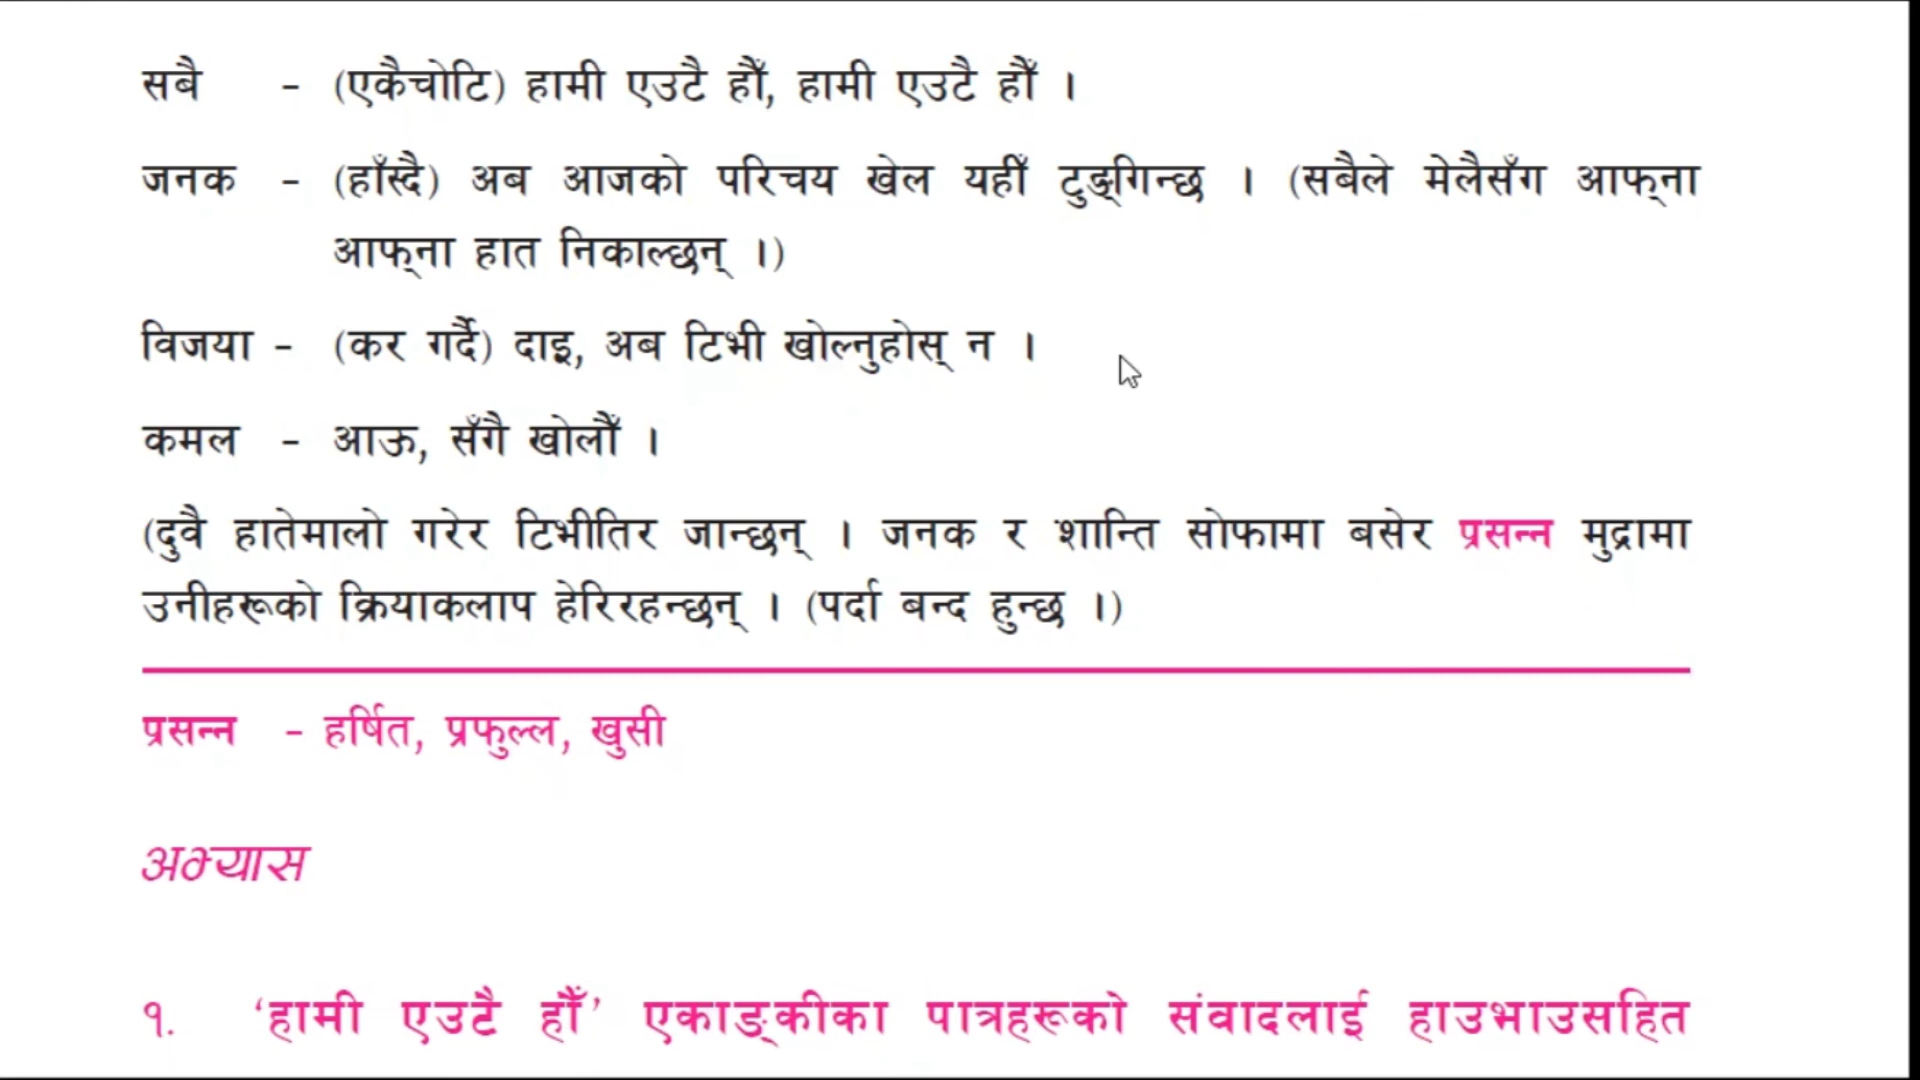 सबै - (एकैचोटि) हामी एउटै हौँ, हामी एउटै हौँ ।
जनक - (हाँस्दै) अब आजको परिचय खेल यहीँ टुङ्गिन्छ । (सबैले मेलैसँग आफ्ना
आफ्ना हात निकाल्छन् ।)
विजया - (कर गर्दै) दाइ, अब टिभी खोल्नुहोस् न ।
कमल - आऊ, सँगै खोलौँ ।
(दुवै हातेमालो गरेर टिभीतिर जान्छन् । जनक र शान्ति सोफामा बसेर प्रसन्न मुद्रामा
उनीहरूको क्रियाकलाप हेरिरहन्छन् । (पर्दा बन्द हुन्छ ।)
प्रसन्न - हर्षित, प्रफुल्ल, खुसी
अभ्यास
१. ‘हामी एउटै हौँ’ एकाङ्कीका पात्रहरूको संवादलाई हाउभाउसहित